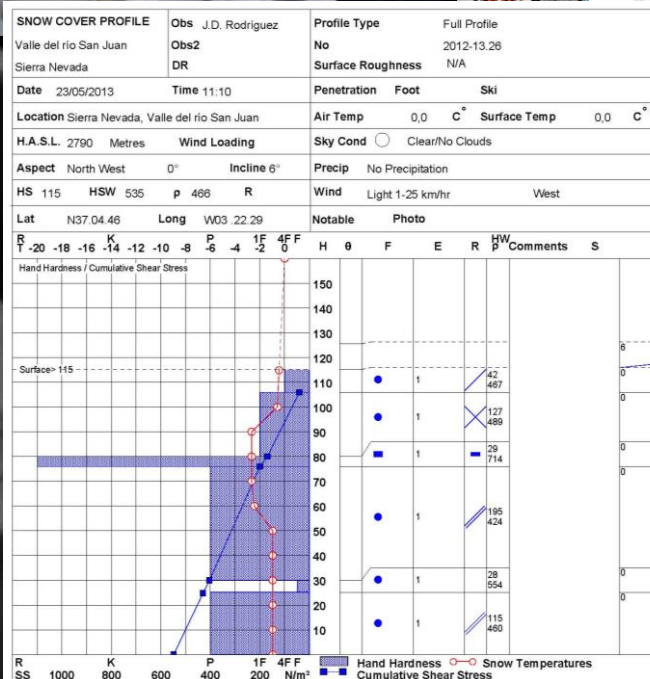 SNOW COVER PROFILE Obs J.D. Rodriguez Profile Type Full Profile
Valle del rio San Juan Obs2 No 2012-13.26
Sierra Nevada DR Surface Roughness N/A
Date 23/05/2013 Time 11:10 Penetration Foot Ski
Location Sierra Nevada, Valle del rio San Juan Air Temp 0,0 C° Surface Temp 0,0 C°
H.A.S.L. 2790 Metres Wind Loading Sky Cond Clear/No Clouds
Aspect North West 0° Incline 6° Precip No Precipitation
HS 115 HSW 535 ρ 466 R Wind Light 1-25 km/hr West
Lat N37.04.46 Long W03 .22.29 Notable Photo
R K P 1F 4F F HW
T -20 -18 -16 -14 -12 -10 -8 -6 -4 -2 0 H θ F E R ρ Comments S
Hand Hardness / Cumulative Shear Stress
150
140
130
6
120
Surface> 115
0
110 1 42
467
0
100 1 127
489
90
0
80 1 29
714
0
70
60 1 195
424
50
40
0
30 1 28
554
0
20 1 115
460
10
R K P 1F 4F F Hand Hardness Snow Temperatures
SS 1000 800 600 400 200 N/m² Cumulative Shear Stress